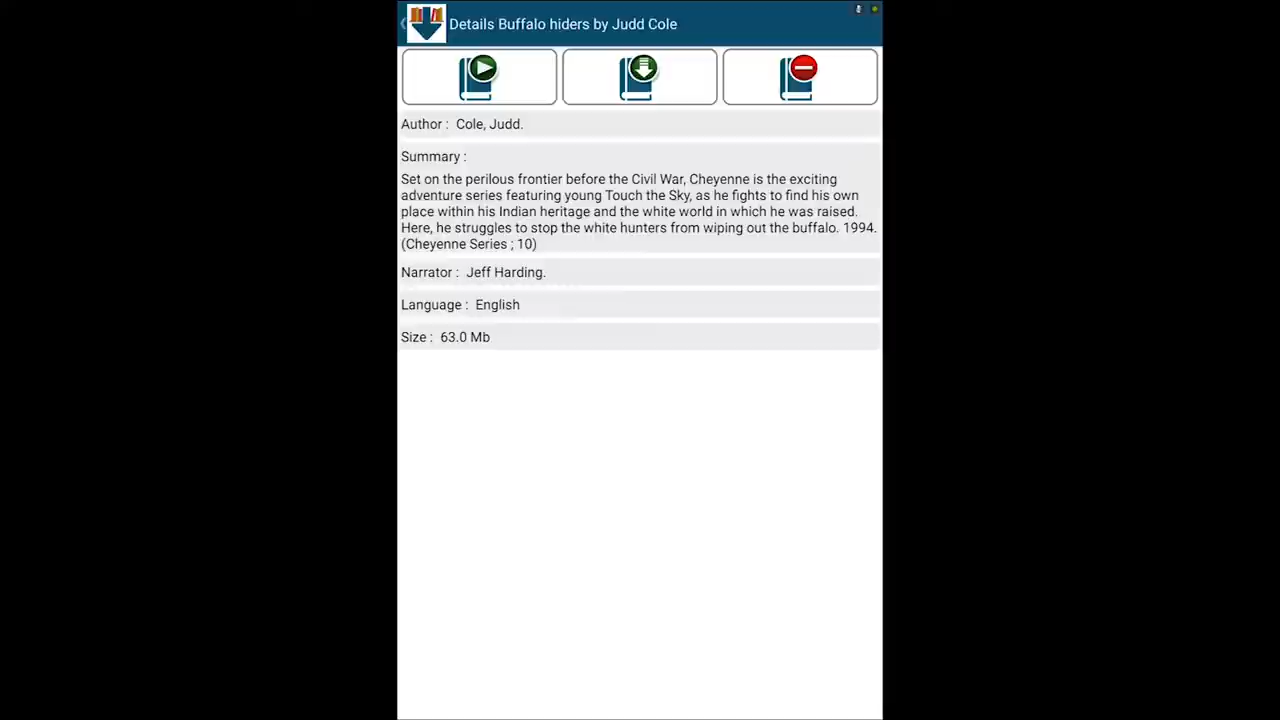 Details Buffalo hiders by Judd Cole
Author : Cole, Judd.
Summary :
Set on the perilous frontier before the Civil War, Cheyenne is the exciting
adventure series featuring young Touch the Sky, as he fights to find his own
place within his Indian heritage and the white world in which he was raised.
Here, he struggles to stop the white hunters from wiping out the buffalo. 1994.
(Cheyenne Series ; 10)
Narrator : Jeff Harding.
Language : English
Size : 63.0 Mb